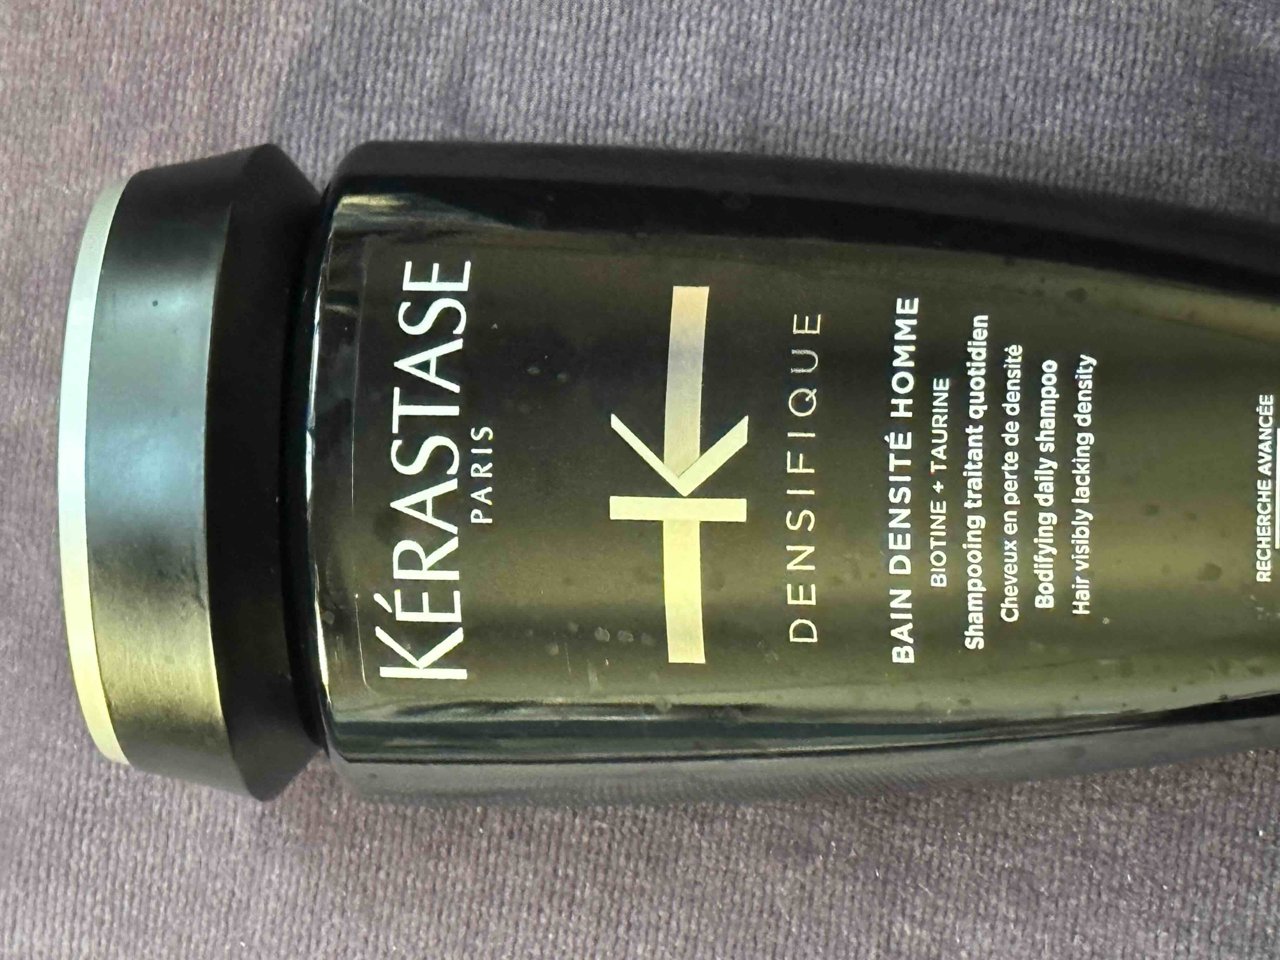 KÉRASTASE
PARIS
K
DENSIFIQUE
BAIN DENSITÉ HOMME
BIOTINE + TAURINE
Shampooing traitant quotidien
Cheveux en perte de densité
Bodifying daily shampoo
Hair visibly lacking density
RECHERCHE AVANCÉE